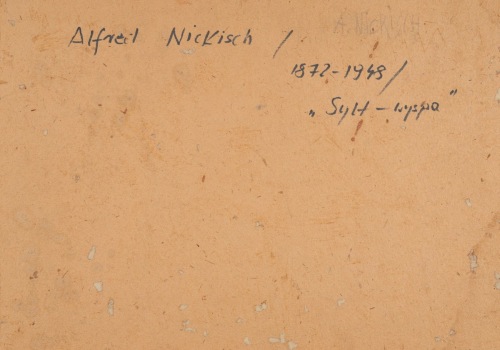 Alfred Nickisch /
1872-1948/
„Sylt - wyspa"